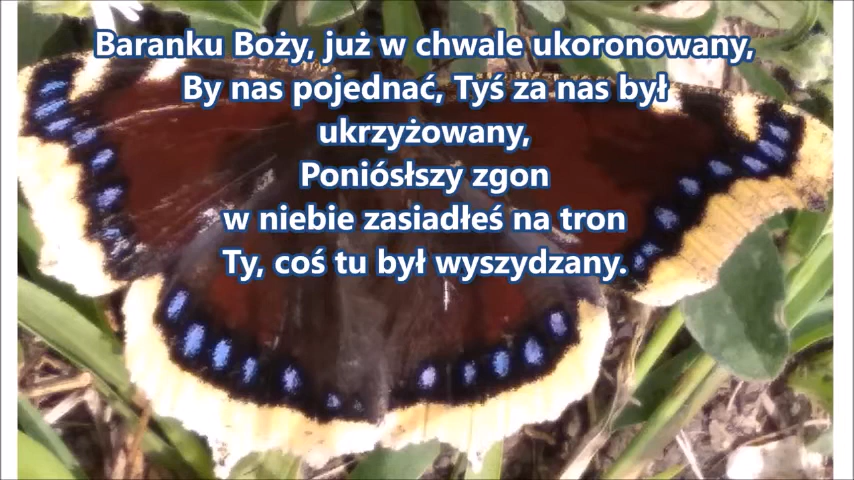 Baranku Boży, już w chwale ukoronowany,
By nas pojednać, Tyś za nas był
ukrzyżowany,
Poniósłszy zgon
w niebie zasiadłeś na tron
Ty, coś tu był wyszydzany.